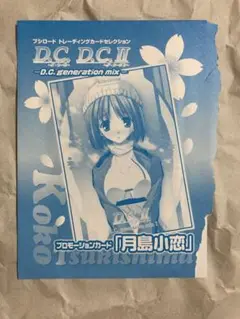 ブシロード トレーディングカードセレクション
D.C. D.C.II
～D.C. generation mix～
Koko
Tsukishima
プロモーションカード「月島小恋」